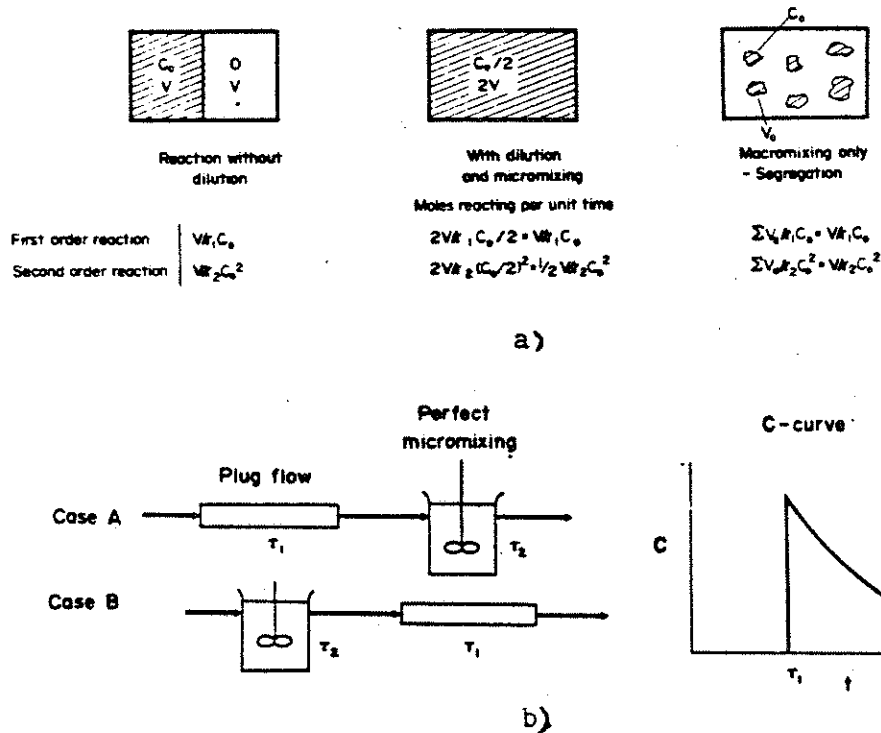 C₀ V
0 V
C₀/2 2V
C₀
V₀
Reaction without dilution
With dilution and micromixing
Macromixing only - Segregation
Moles reacting per unit time
First order reaction | V𝓀₁C₀ 2V𝓀₁C₀/2 = V𝓀₁C₀ ΣV₀𝓀₁C₀ = V𝓀₁C₀
Second order reaction | V𝓀₂C₀² 2V𝓀₂(C₀/2)² = 1/2 V𝓀₂C₀² ΣV₀𝓀₂C₀² = V𝓀₂C₀²
a)
Perfect micromixing
C-curve
Plug flow
Case A
τ₁
τ₂
C
Case B
τ₂
τ₁
τ₁
t
b)